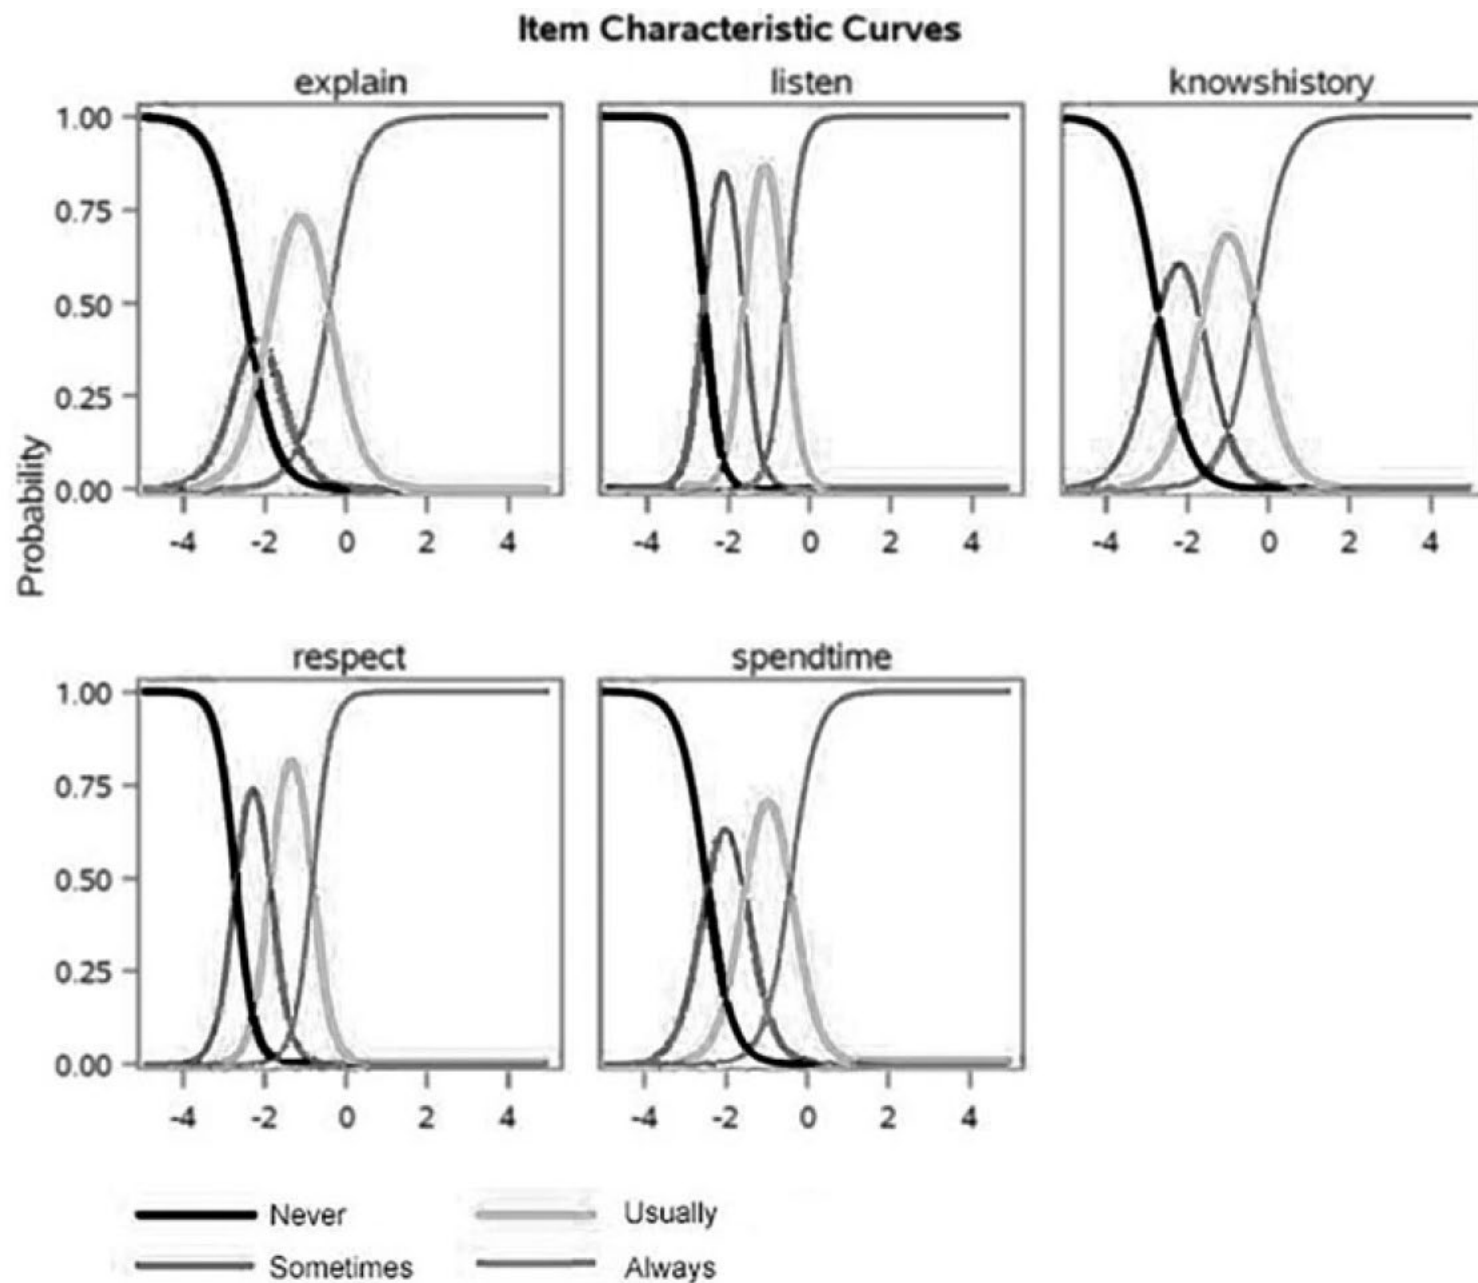 Item Characteristic Curves
explain listen knowshistory
1.00
0.75
0.50
0.25
0.00
Probability
-4 -2 0 2 4 -4 -2 0 2 4 -4 -2 0 2 4
respect spendtime
1.00
0.75
0.50
0.25
0.00
-4 -2 0 2 4 -4 -2 0 2 4
Never Usually
Sometimes Always